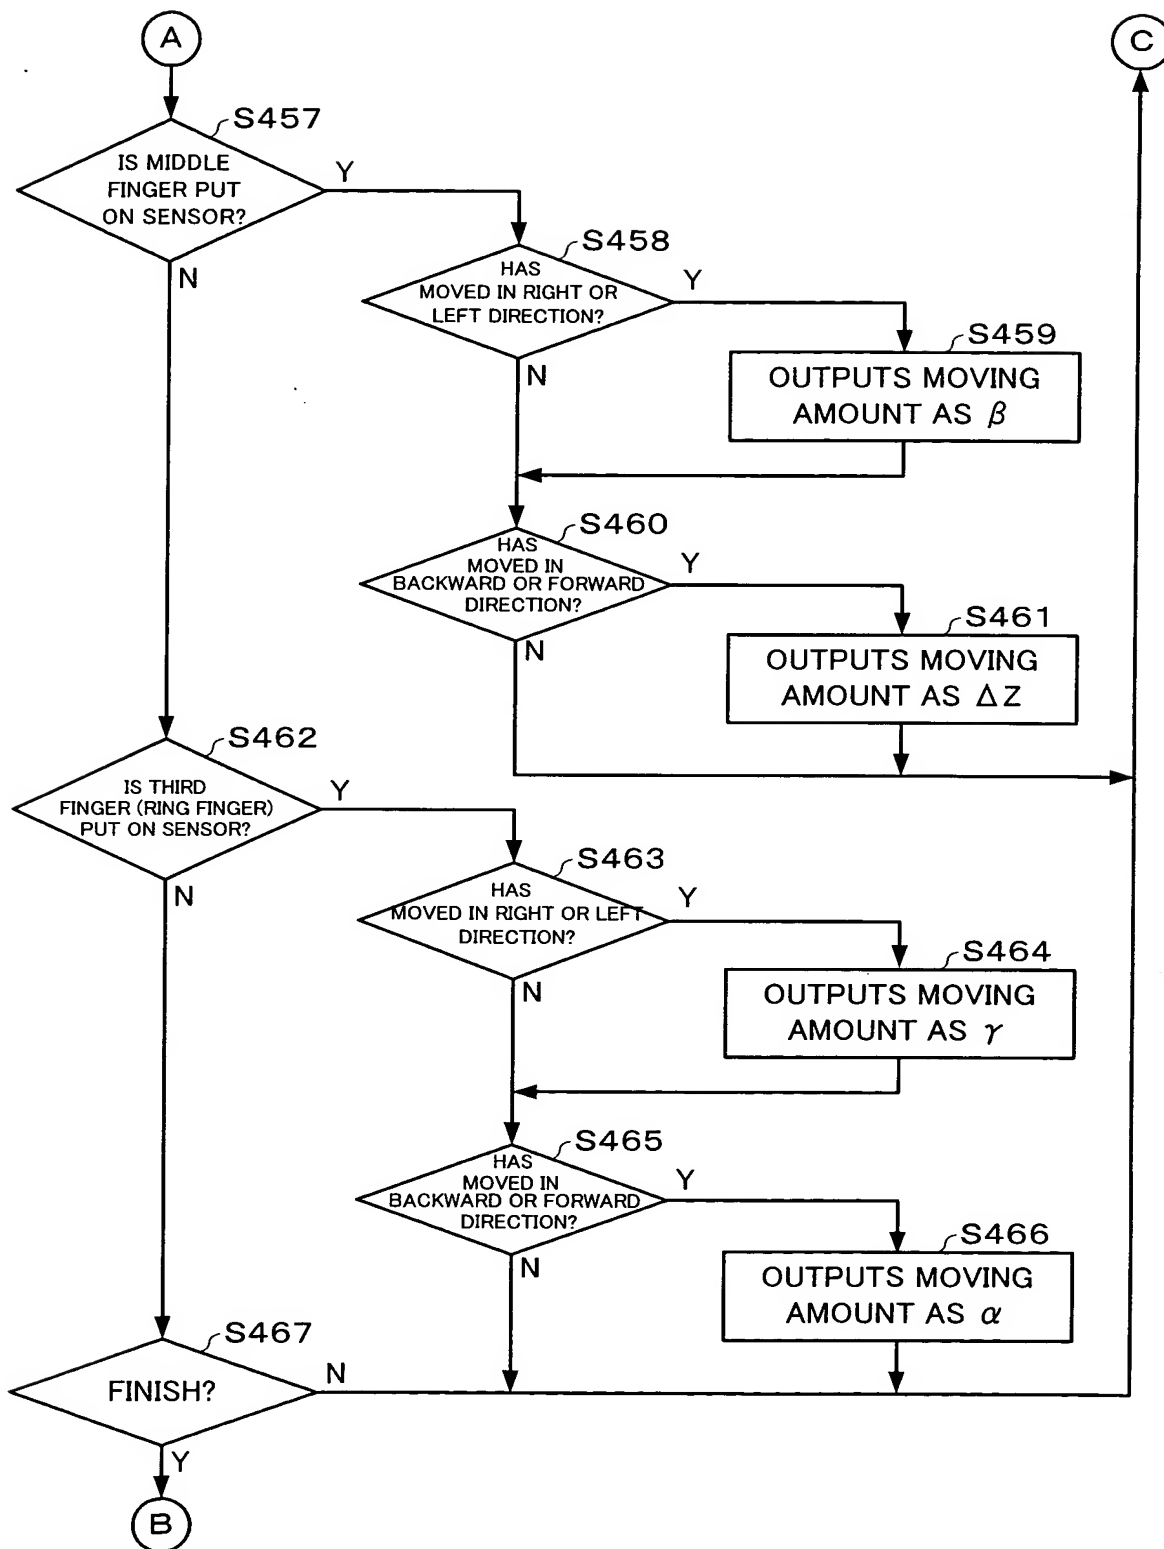 A
C
S457
IS MIDDLE
FINGER PUT
ON SENSOR?
Y
N
S458
HAS
MOVED IN RIGHT OR
LEFT DIRECTION?
Y
N
S459
OUTPUTS MOVING
AMOUNT AS β
S460
HAS
MOVED IN
BACKWARD OR FORWARD
DIRECTION?
Y
N
S461
OUTPUTS MOVING
AMOUNT AS ΔZ
S462
IS THIRD
FINGER (RING FINGER)
PUT ON SENSOR?
Y
N
S463
HAS
MOVED IN RIGHT OR LEFT
DIRECTION?
Y
N
S464
OUTPUTS MOVING
AMOUNT AS γ
S465
HAS
MOVED IN
BACKWARD OR FORWARD
DIRECTION?
Y
N
S466
OUTPUTS MOVING
AMOUNT AS α
S467
FINISH?
N
Y
B